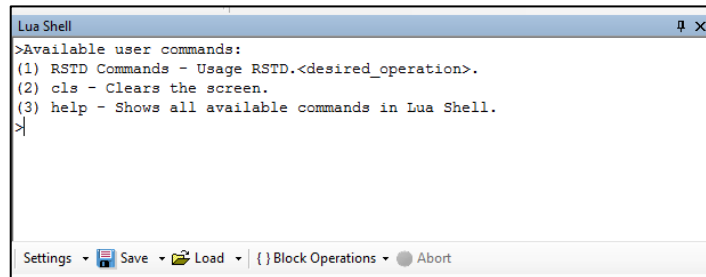 Lua Shell
>Available user commands:
(1) RSTD Commands - Usage RSTD.<desired_operation>.
(2) cls - Clears the screen.
(3) help - Shows all available commands in Lua Shell.
>
Settings Save Load { } Block Operations Abort